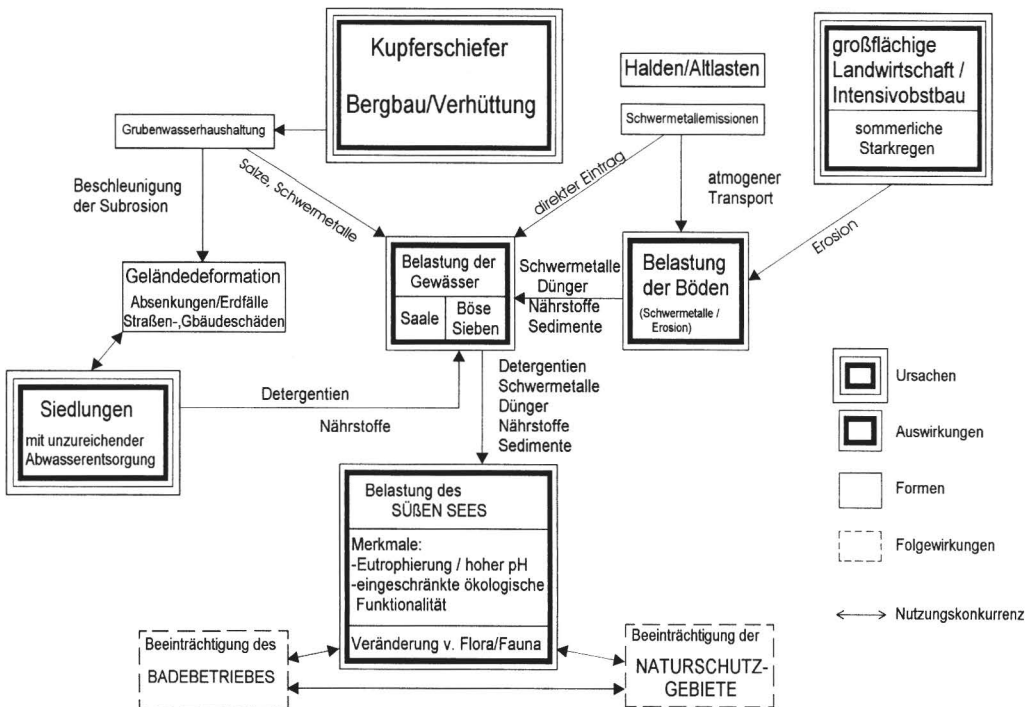 Kupferschiefer
Bergbau/Verhüttung
Halden/Altlasten
Schwermetallemissionen
großflächige
Landwirtschaft /
Intensivobstbau
sommerliche
Starkregen
Grubenwasserhaltung
Beschleunigung
der Subrosion
Salze, Schwermetalle
direkter Eintrag
atmogener
Transport
Erosion
Geländedeformation
Absenkungen/Erdfälle
Straßen-,Gbäudeschäden
Belastung der
Gewässer
Saale
Böse
Sieben
Schwermetalle
Dünger
Nährstoffe
Sedimente
Belastung
der Böden
(Schwermetalle /
Erosion)
Siedlungen
mit unzureichender
Abwasserentsorgung
Detergentien
Nährstoffe
Detergentien
Schwermetalle
Dünger
Nährstoffe
Sedimente
Belastung des
SÜßEN SEES
Merkmale:
-Eutrophierung / hoher pH
-eingeschränkte ökologische
Funktionalität
Veränderung v. Flora/Fauna
Beeinträchtigung des
BADEBETRIEBES
Beeinträchtigung der
NATURSCHUTZ-
GEBIETE
Ursachen
Auswirkungen
Formen
Folgewirkungen
Nutzungskonkurrenz